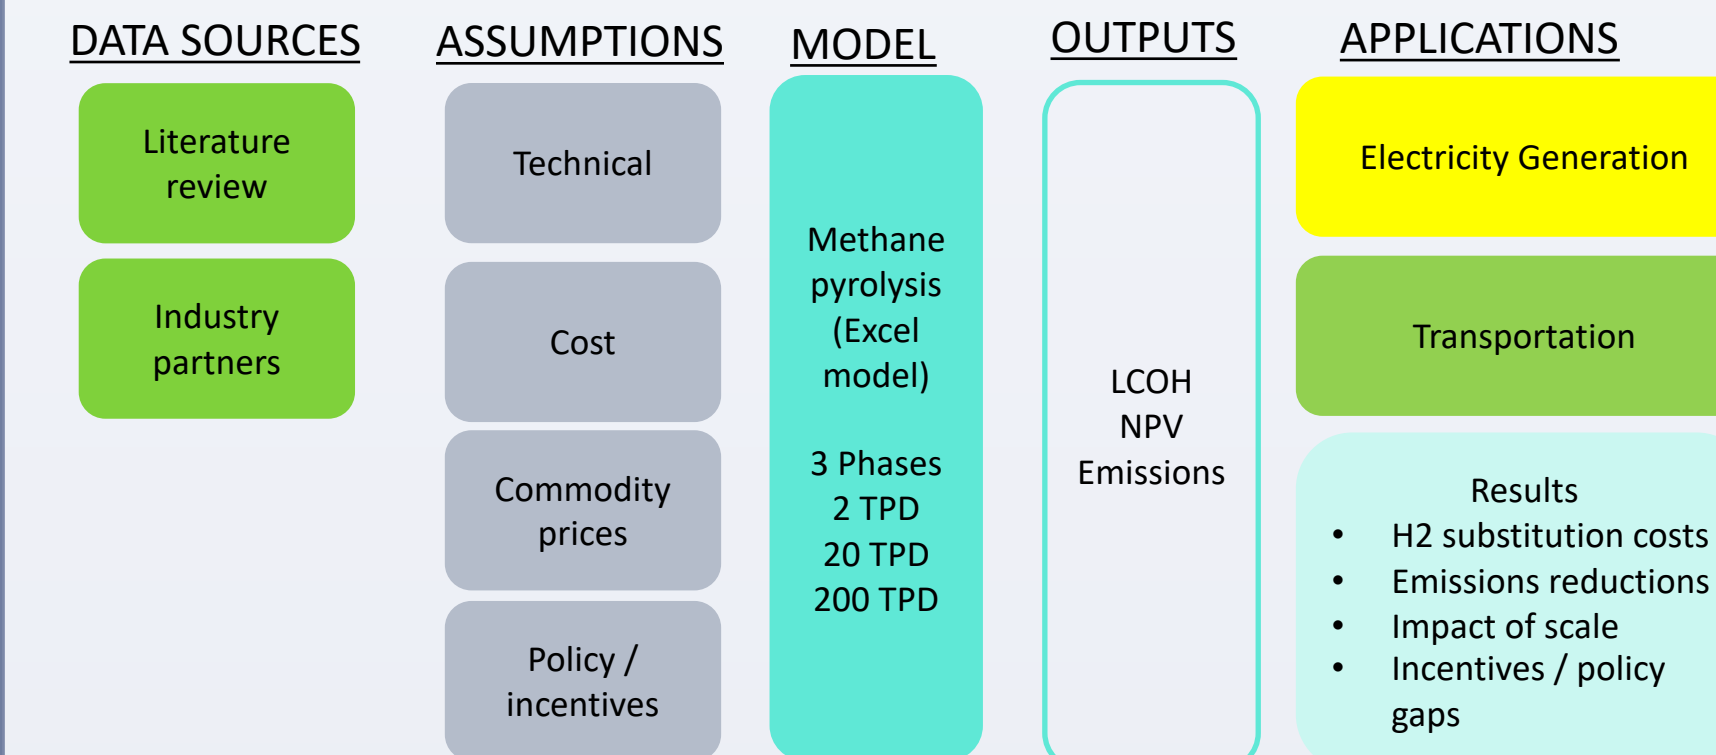 DATA SOURCES
Literature
review
Industry
partners
ASSUMPTIONS
Technical
Cost
Commodity
prices
Policy /
incentives
MODEL
Methane
pyrolysis
(Excel
model)
3 Phases
2 TPD
20 TPD
200 TPD
OUTPUTS
LCOH
NPV
Emissions
APPLICATIONS
Electricity Generation
Transportation
Results
• H2 substitution costs
• Emissions reductions
• Impact of scale
• Incentives / policy
gaps